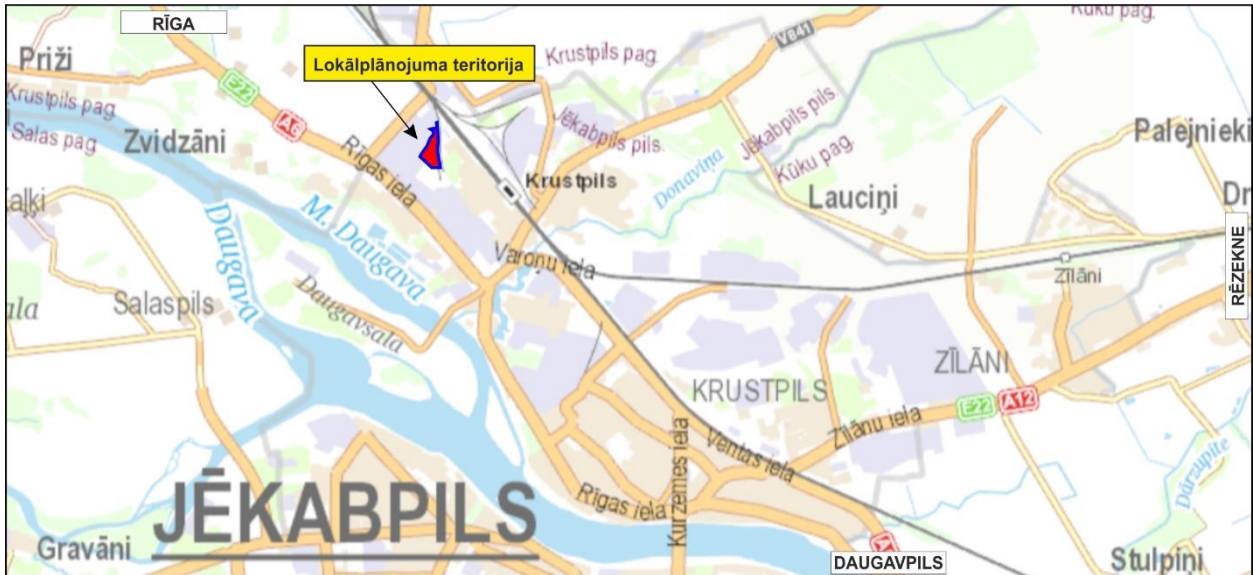 RĪGA
Kūku pag.
V841
Priži
Lokālplānojuma teritorija
Krustpils pag.
E22
Krustpils pag.
Jēkabpils pils.
Jēkabpils pils
A6
Palejnieki
Salas pag.
Zvidzāni
Rīgas iela
Krustpils
Donaviņa
Kūku pag.
Lauciņi
M. Daugava
Daugava
Varoņu iela
Zīlāni
RĒZEKNE
Salaspils
Daugavsala
KRUSTPILS
ZĪLĀNI
E22
A12
Zīlānu iela
Ventas iela
Kurzemes iela
Rīgas iela
Dārzupīte
JĒKABPILS
Gravāni
DAUGAVPILS
Stulpiņi